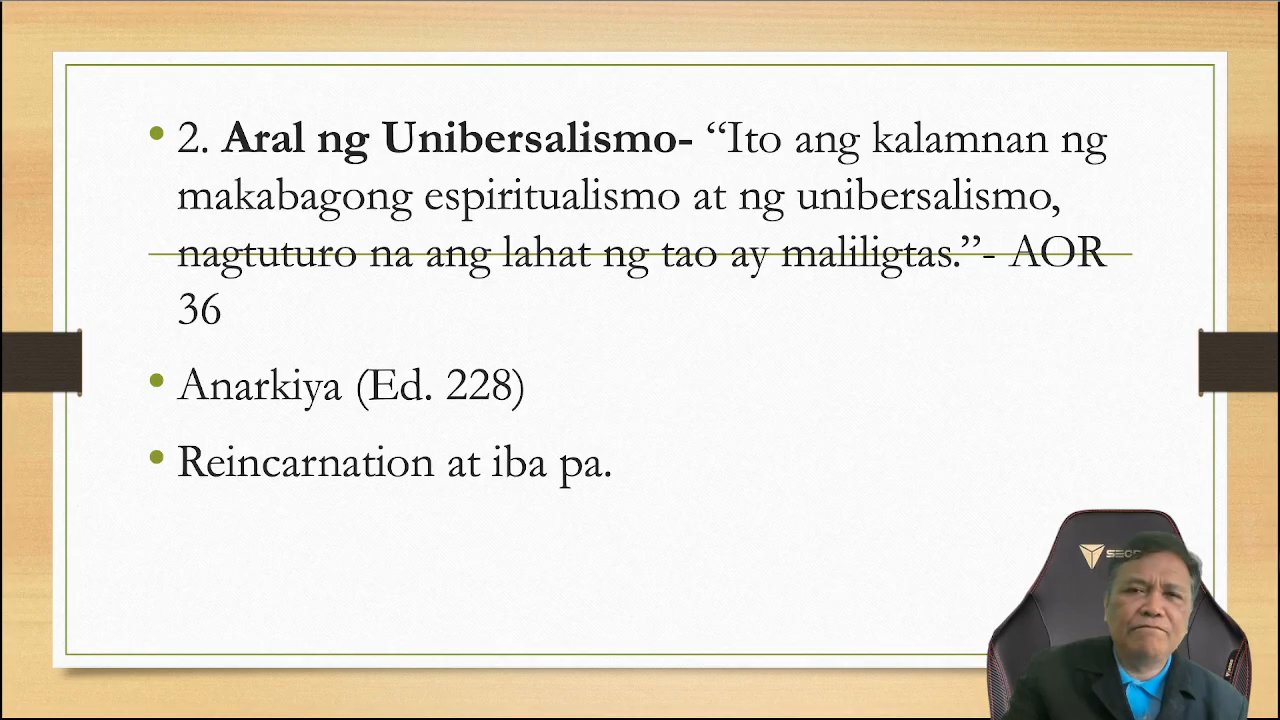 • 2. Aral ng Unibersalismo- “Ito ang kalamnan ng
makabagong espiritualismo at ng unibersalismo,
nagtuturo na ang lahat ng tao ay maliligtas.”- AOR
36
• Anarkiya (Ed. 228)
• Reincarnation at iba pa.